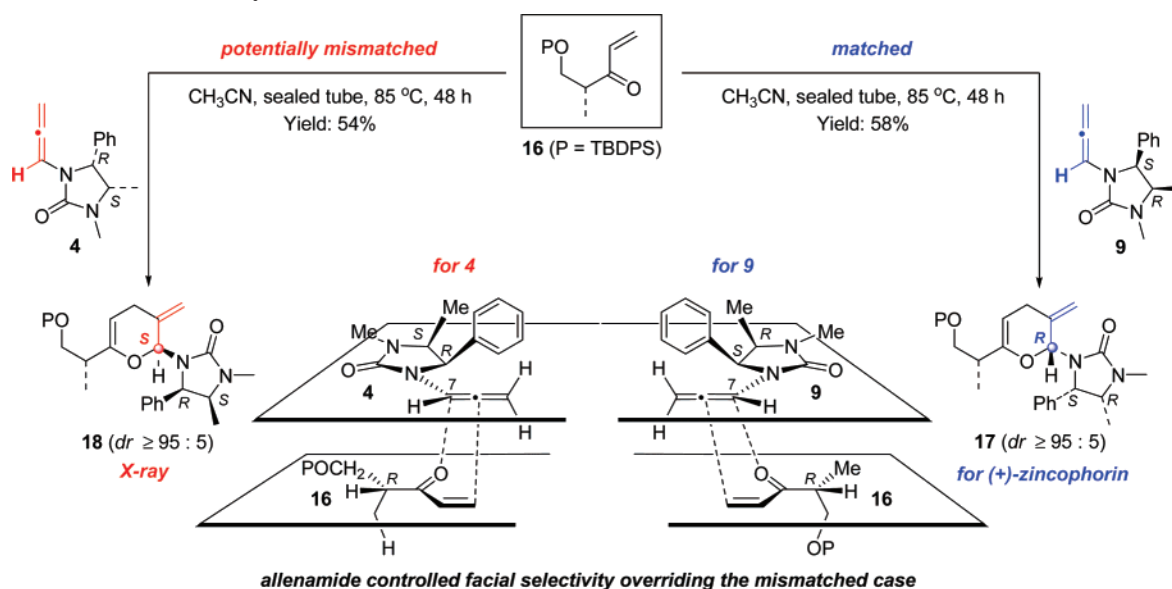 potentially mismatched
CH3CN, sealed tube, 85 °C, 48 h
Yield: 54%
PO
O
16 (P = TBDPS)
matched
CH3CN, sealed tube, 85 °C, 48 h
Yield: 58%
H
Ph
R
N
S
O
N
4
H
Ph
S
N
R
O
N
9
for 4
for 9
PO
S
O
H
N
O
N
Ph
R
S
18 (dr ≥ 95 : 5)
X-ray
Me
Me
N
S
R
O
N
4
7
H
H
H
POCH2
H
R
O
16
H
Me
R
N
Me
S
N
O
7
9
H
H
H
O
R
Me
H
16
OP
PO
R
O
H
N
O
N
Ph
S
R
17 (dr ≥ 95 : 5)
for (+)-zincophorin
allenamide controlled facial selectivity overriding the mismatched case